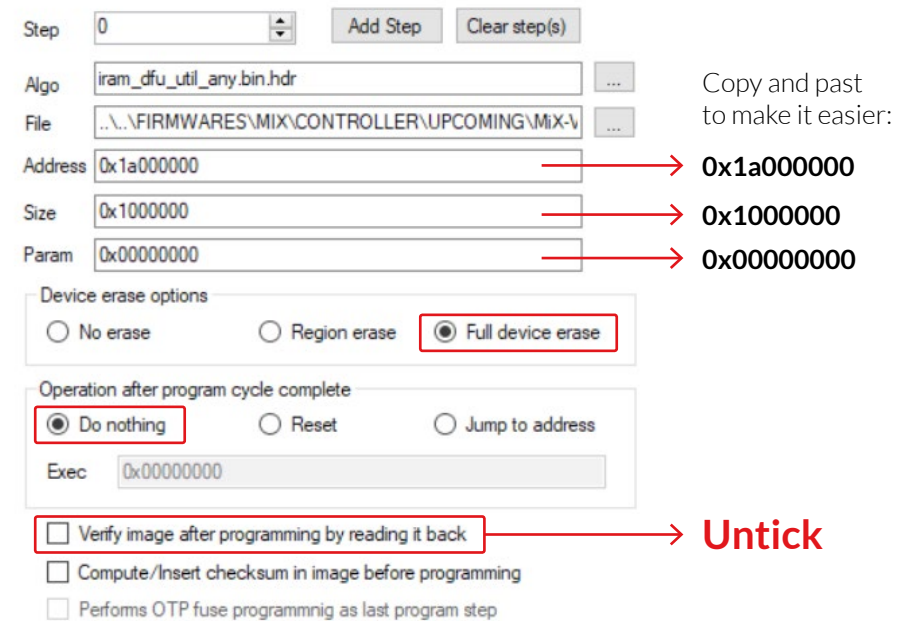 Step 0 Add Step Clear step(s)
Algo iram_dfu_util_any.bin.hdr ...
File ..\..\FIRMWARES\MIX\CONTROLLER\UPCOMING\MiX-V ...
Copy and past
to make it easier:
Address 0x1a000000 0x1a000000
Size 0x1000000 0x1000000
Param 0x00000000 0x00000000
Device erase options
No erase Region erase Full device erase
Operation after program cycle complete
Do nothing Reset Jump to address
Exec 0x00000000
Verify image after programming by reading it back Untick
Compute/Insert checksum in image before programming
Performs OTP fuse programmnig as last program step